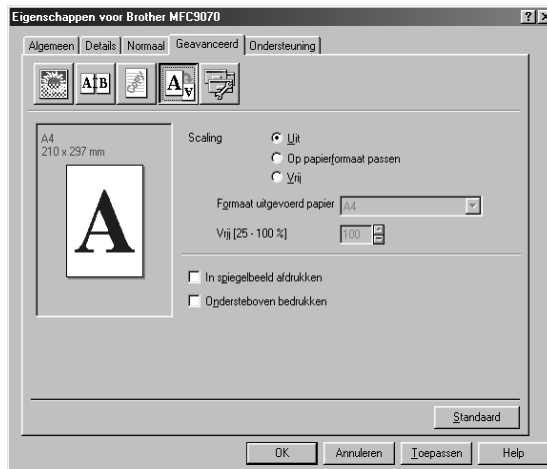 Eigenschappen voor Brother MFC9070
Algemeen Details Normaal Geavanceerd Ondersteuning
A B Copy A A
A4
210 x 297 mm
A
Scaling
Uit
Op papierformaat passen
Vrij
Formaat uitgevoerd papier A4
Vrij [25 - 100 %] 100
In spiegelbeeld afdrukken
Ondersteboven bedrukken
Standaard
OK Annuleren Toepassen Help